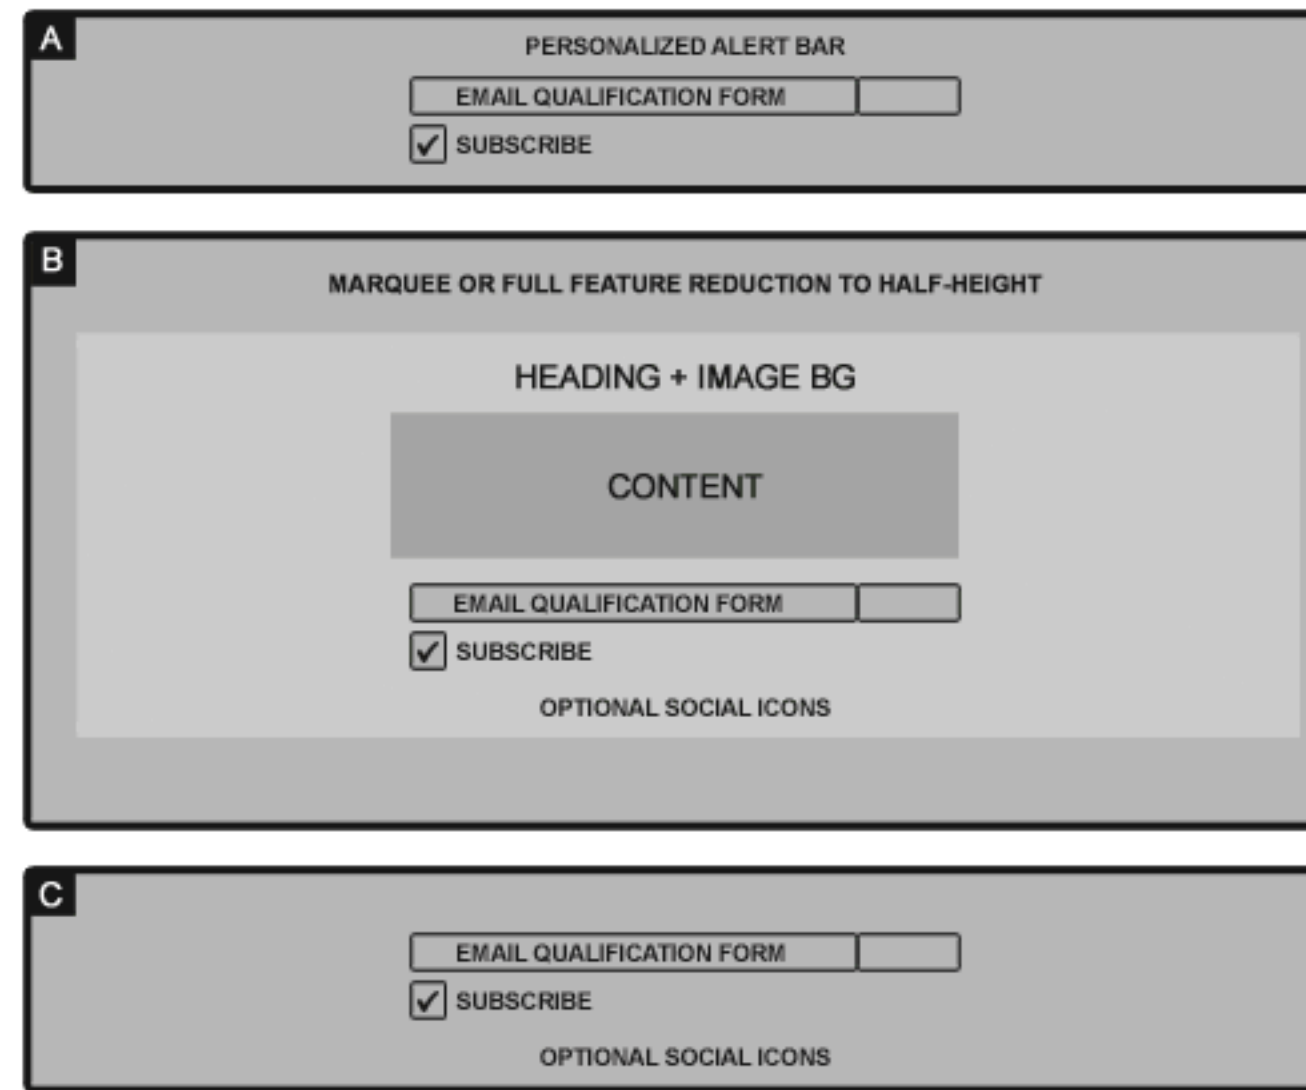 A
PERSONALIZED ALERT BAR
EMAIL QUALIFICATION FORM
SUBSCRIBE
B
MARQUEE OR FULL FEATURE REDUCTION TO HALF-HEIGHT
HEADING + IMAGE BG
CONTENT
EMAIL QUALIFICATION FORM
SUBSCRIBE
OPTIONAL SOCIAL ICONS
C
EMAIL QUALIFICATION FORM
SUBSCRIBE
OPTIONAL SOCIAL ICONS